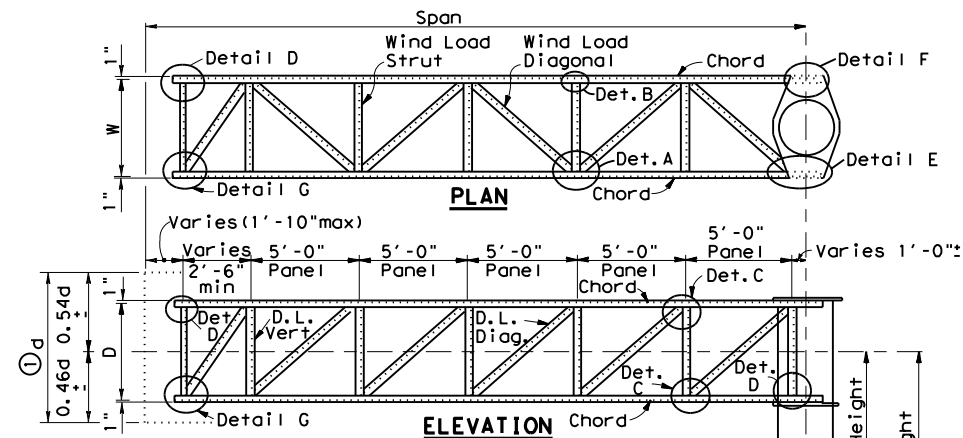 Span
1"
Detail D
Wind Load
Strut
Wind Load
Diagonal
Chord
Detail F
Det.B
W
Det.A
Detail E
Detail G
PLAN
Chord
1"
Varies(1'-10"max)
Varies
2'-6"
min
5'-0"
Panel
5'-0"
Panel
5'-0"
Panel
5'-0"
Panel
5'-0"
Panel
Varies 1'-0"±
1"
Chord
Det.C
Det.
D
D.L.
Vert.
D.L.
Diag.
① d
0.54d
±
0.46d
±
D
Det.
C
Det.
D
1"
Detail G
ELEVATION
Chord
Height